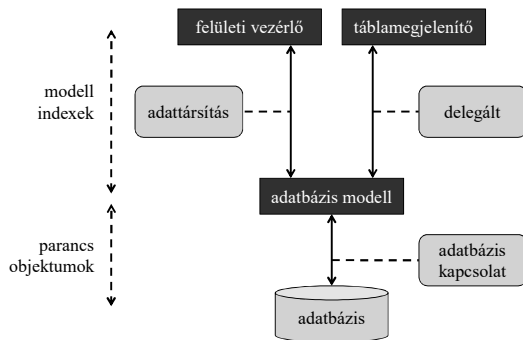 felületi vezérlő
táblamegjelenítő
modell
indexek
adattársítás
delegált
adatbázis modell
parancs
objektumok
adatbázis
kapcsolat
adatbázis